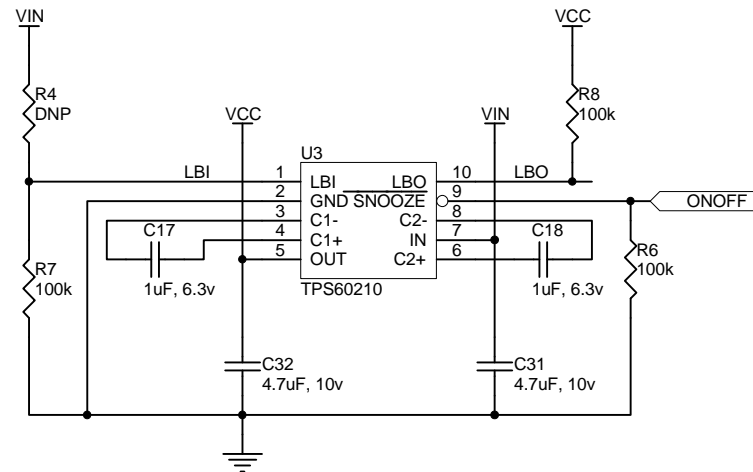 VIN
VCC
R4
DNP
R8
100k
VCC
VIN
U3
LBI
1
LBI
LBO
10
LBO
2
GND
SNOOZE
9
ONOFF
3
C1-
C2-
8
C17
4
C1+
IN
7
C18
5
OUT
C2+
6
R7
100k
1uF, 6.3v
TPS60210
1uF, 6.3v
R6
100k
C32
4.7uF, 10v
C31
4.7uF, 10v